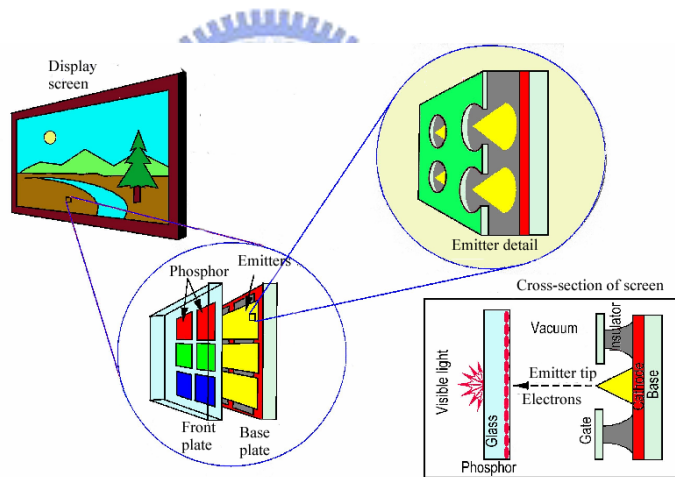 Display
screen
Emitter detail
Phosphor
Emitters
Front
plate
Base
plate
Cross-section of screen
Visible light
Glass
Phosphor
Vacuum
Emitter tip
Electrons
Gate
Insulator
Cathode
Base